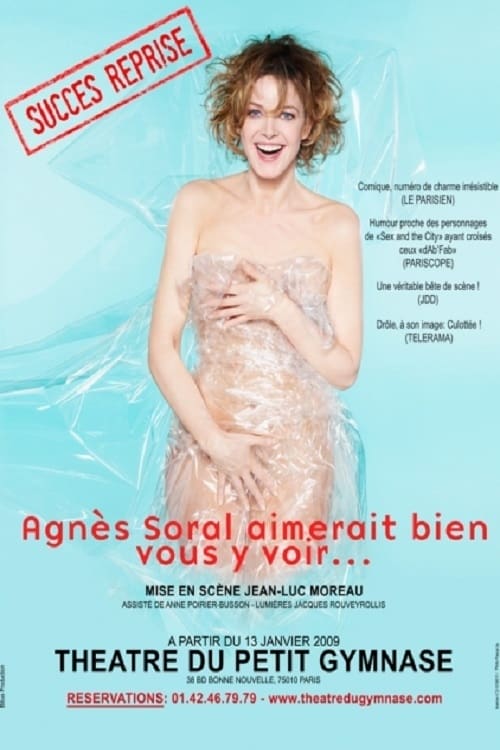 SUCCES REPRISE
Comique, numéro de charme irrésistible
(LE PARISIEN)
Humour proche des personnages
de «Sex and the City» ayant croisés
ceux «dAb'Fab»
(PARISCOPE)
Une véritable bête de scène !
(JDD)
Drôle, à son image: Culottée !
(TELERAMA)
Agnès Soral aimerait bien
vous y voir...
MISE EN SCÈNE JEAN-LUC MOREAU
ASSISTÉ DE ANNE POIRIER-BUSSON - LUMIÈRES JACQUES ROUVEYROLLIS
A PARTIR DU 13 JANVIER 2009
THEATRE DU PETIT GYMNASE
38 BD BONNE NOUVELLE, 75010 PARIS
RESERVATIONS: 01.42.46.79.79 - www.theatredugymnase.com